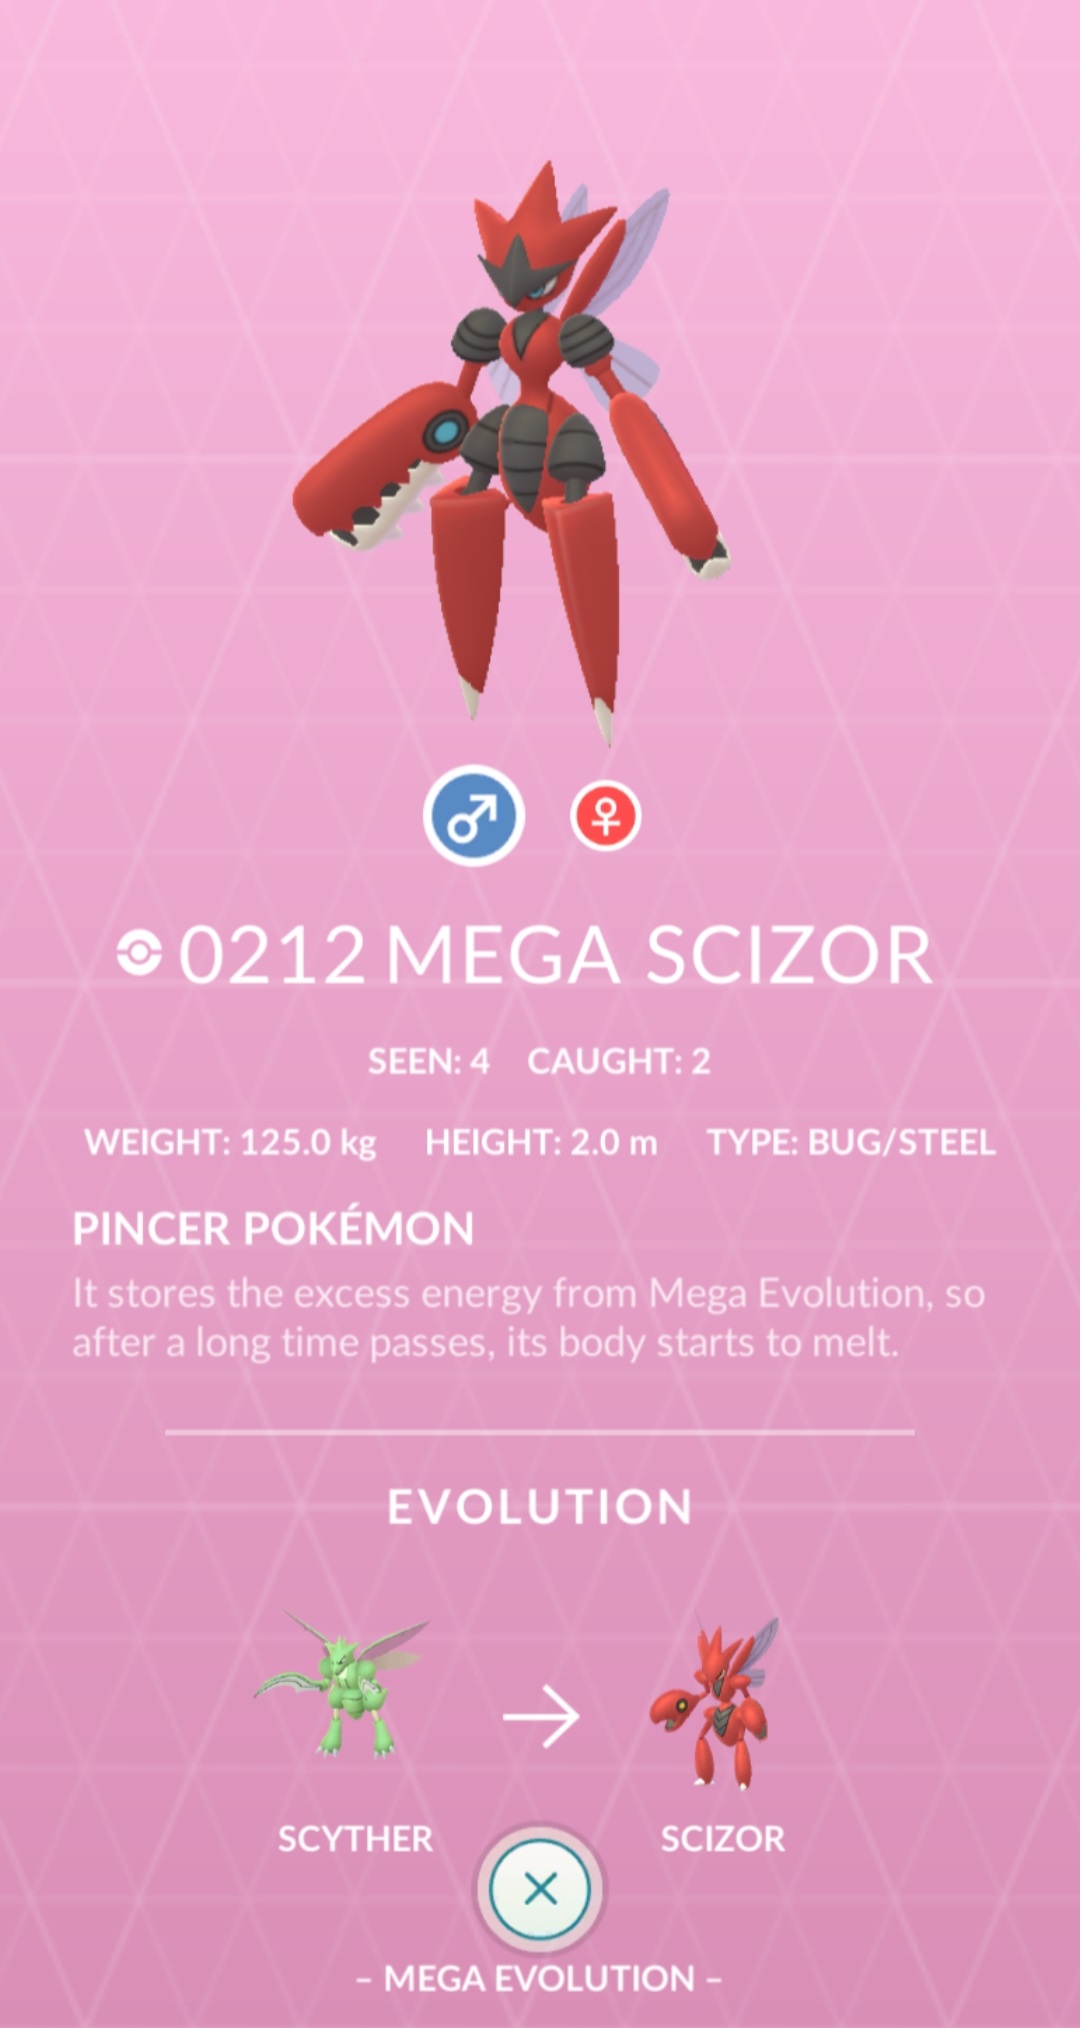 0212 MEGA SCIZOR
SEEN: 4 CAUGHT: 2
WEIGHT: 125.0 kg HEIGHT: 2.0 m TYPE: BUG/STEEL
PINCER POKÉMON
It stores the excess energy from Mega Evolution, so
after a long time passes, its body starts to melt.
EVOLUTION
SCYTHER SCIZOR
– MEGA EVOLUTION –